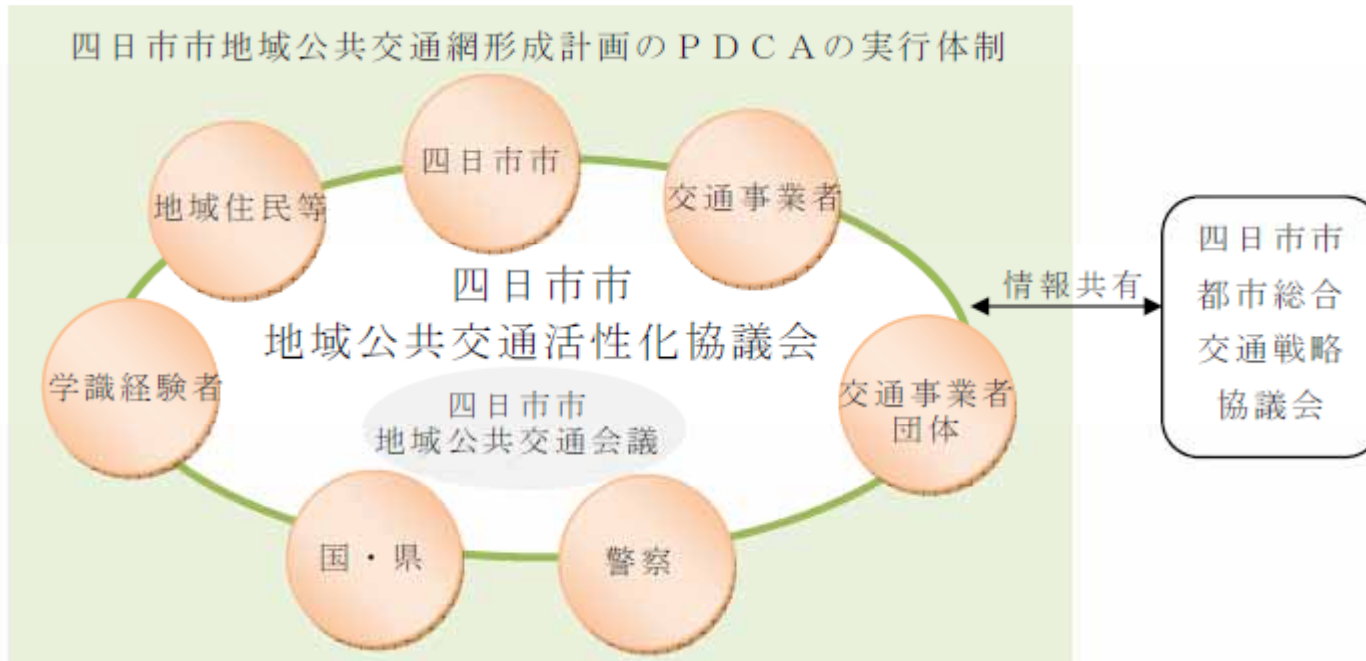 四日市市地域公共交通網形成計画のＰＤＣＡの実行体制
四日市市
地域住民等
交通事業者
四日市市
地域公共交通活性化協議会
学識経験者
四日市市
地域公共交通会議
交通事業者
団体
国・県
警察
情報共有
四日市市
都市総合
交通戦略
協議会